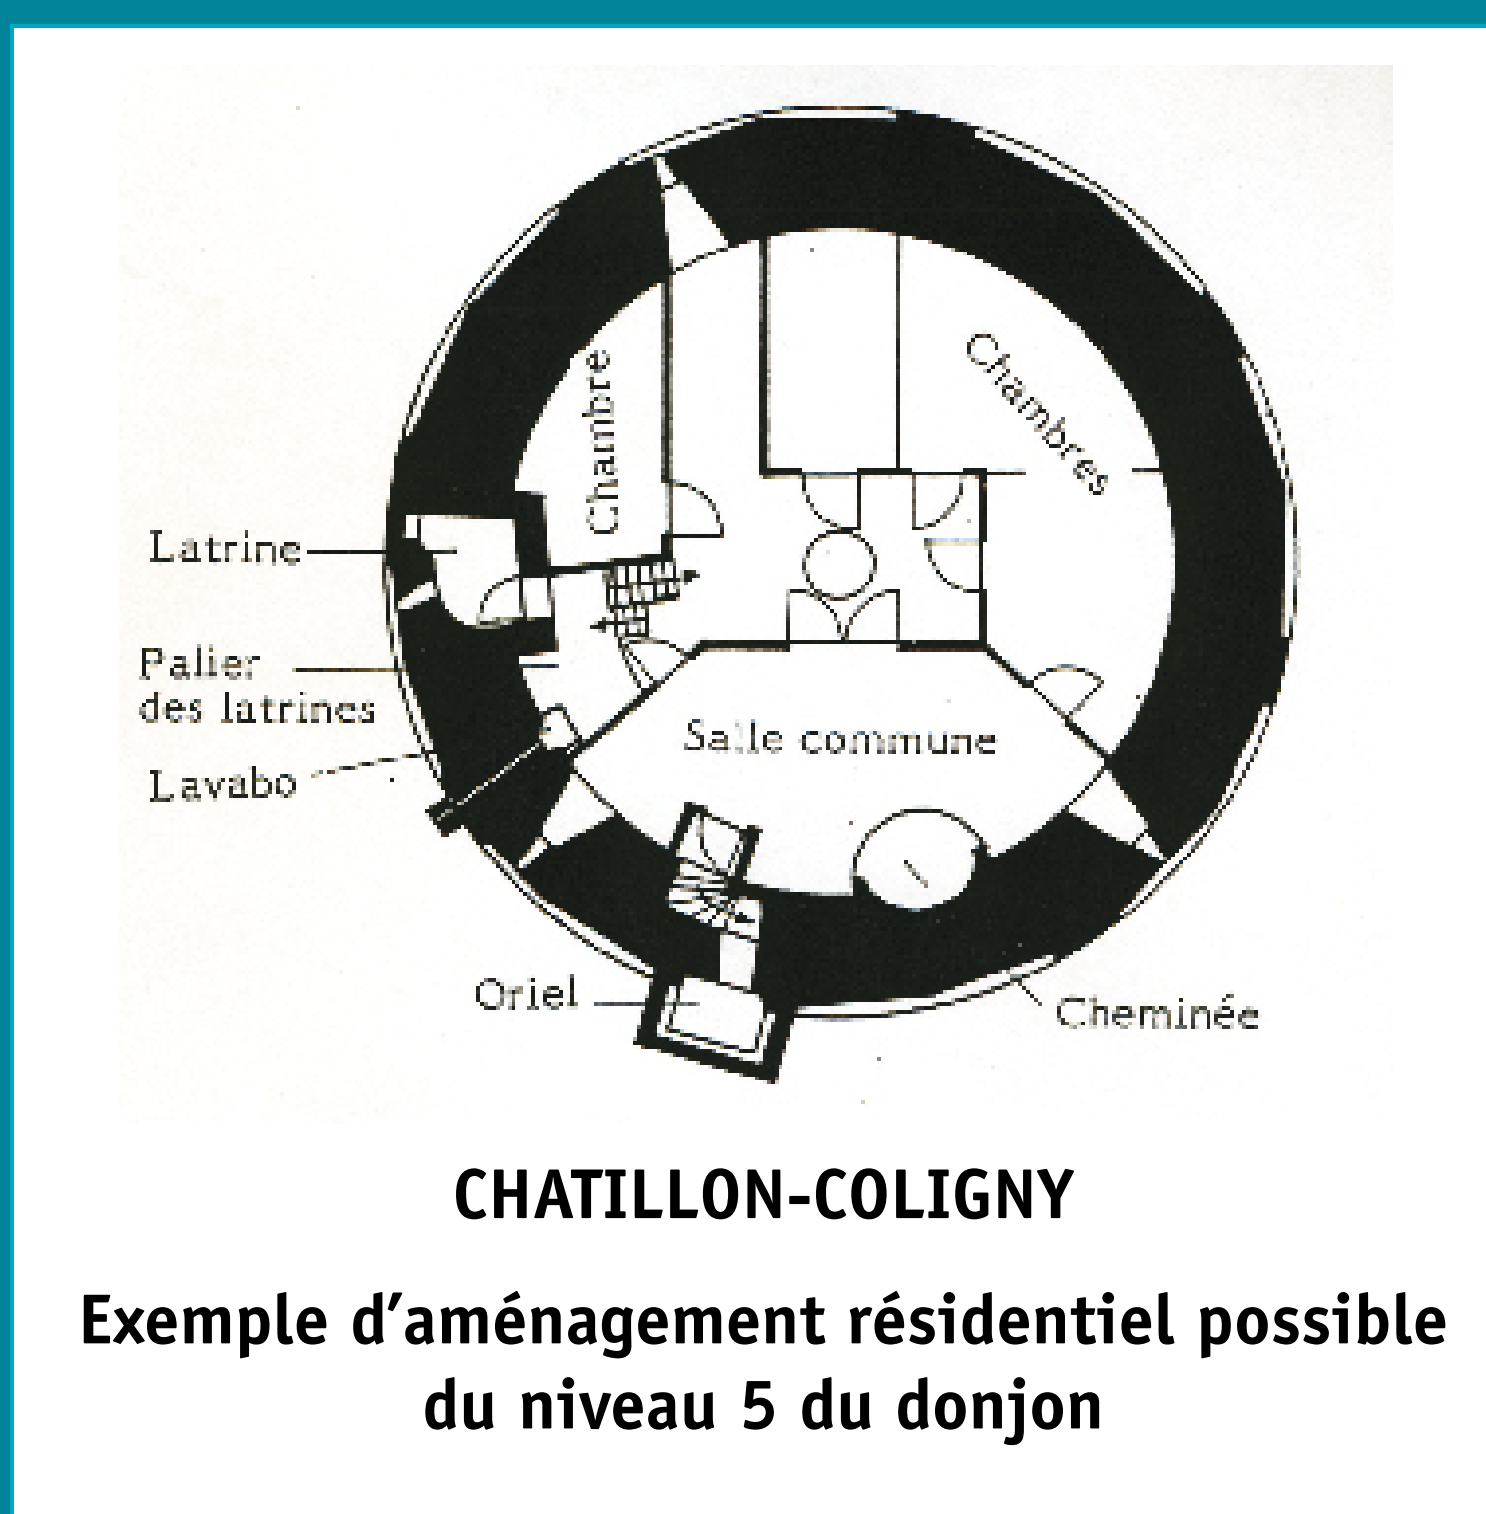 Chambre
Chambres
Latrine
Palier
des latrines
Lavabo
Salle commune
Oriel
Cheminée
CHATILLON-COLIGNY
Exemple d’aménagement résidentiel possible
du niveau 5 du donjon